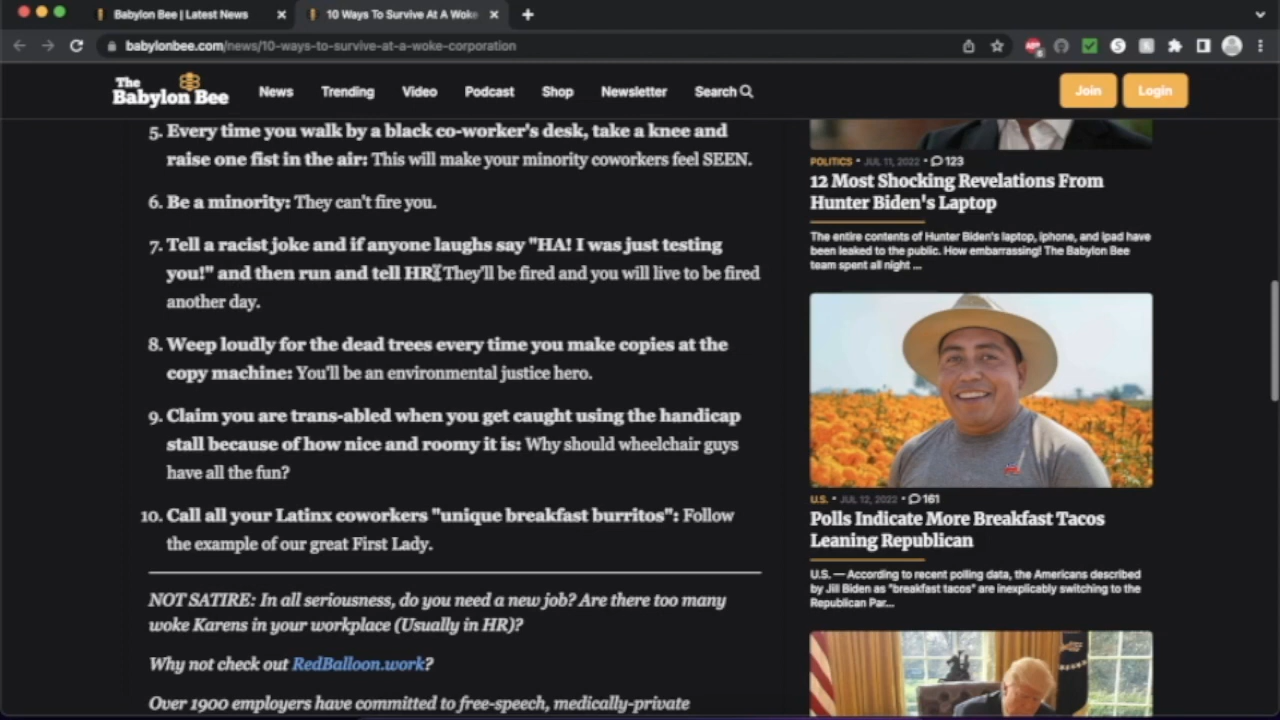 Babylon Bee | Latest News
10 Ways To Survive At A Woke
babylonbee.com/news/10-ways-to-survive-at-a-woke-corporation
The
Babylon Bee
News
Trending
Video
Podcast
Shop
Newsletter
Search
Join
Login
5. Every time you walk by a black co-worker's desk, take a knee and
raise one fist in the air: This will make your minority coworkers feel SEEN.
6. Be a minority: They can't fire you.
7. Tell a racist joke and if anyone laughs say "HA! I was just testing
you!" and then run and tell HR: They'll be fired and you will live to be fired
another day.
8. Weep loudly for the dead trees every time you make copies at the
copy machine: You'll be an environmental justice hero.
9. Claim you are trans-abled when you get caught using the handicap
stall because of how nice and roomy it is: Why should wheelchair guys
have all the fun?
10. Call all your Latinx coworkers "unique breakfast burritos": Follow
the example of our great First Lady.
NOT SATIRE: In all seriousness, do you need a new job? Are there too many
woke Karens in your workplace (Usually in HR)?
Why not check out RedBalloon.work?
Over 1900 employers have committed to free-speech, medically-private
POLITICS • JUL 11, 2022 • 123
12 Most Shocking Revelations From
Hunter Biden's Laptop
The entire contents of Hunter Biden's laptop, iphone, and ipad have
been leaked to the public. How embarrassing! The Babylon Bee
team spent all night ...
U.S. • JUL 12, 2022 • 161
Polls Indicate More Breakfast Tacos
Leaning Republican
U.S. — According to recent polling data, the Americans described
by Jill Biden as "breakfast tacos" are inexplicably switching to the
Republican Par...